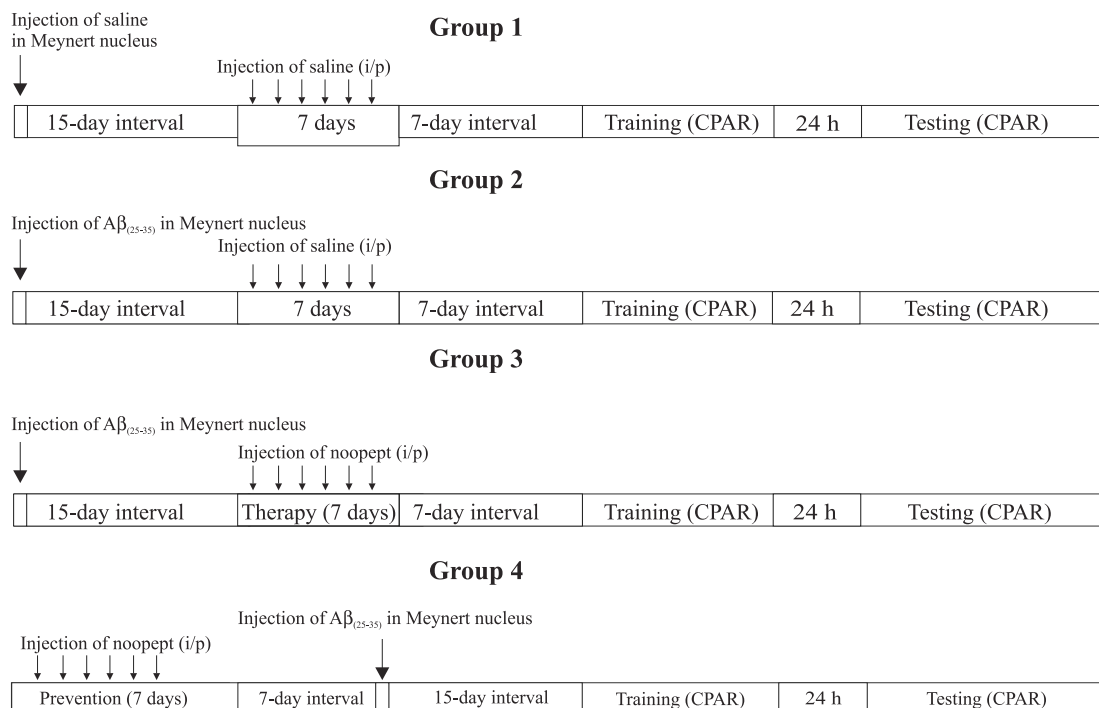 Injection of saline
in Meynert nucleus
Group 1
Injection of saline (i/p)
15-day interval 7 days 7-day interval Training (CPAR) 24 h Testing (CPAR)
Group 2
Injection of Aβ(25-35) in Meynert nucleus
Injection of saline (i/p)
15-day interval 7 days 7-day interval Training (CPAR) 24 h Testing (CPAR)
Group 3
Injection of Aβ(25-35) in Meynert nucleus
Injection of noopept (i/p)
15-day interval Therapy (7 days) 7-day interval Training (CPAR) 24 h Testing (CPAR)
Group 4
Injection of Aβ(25-35) in Meynert nucleus
Injection of noopept (i/p)
Prevention (7 days) 7-day interval 15-day interval Training (CPAR) 24 h Testing (CPAR)